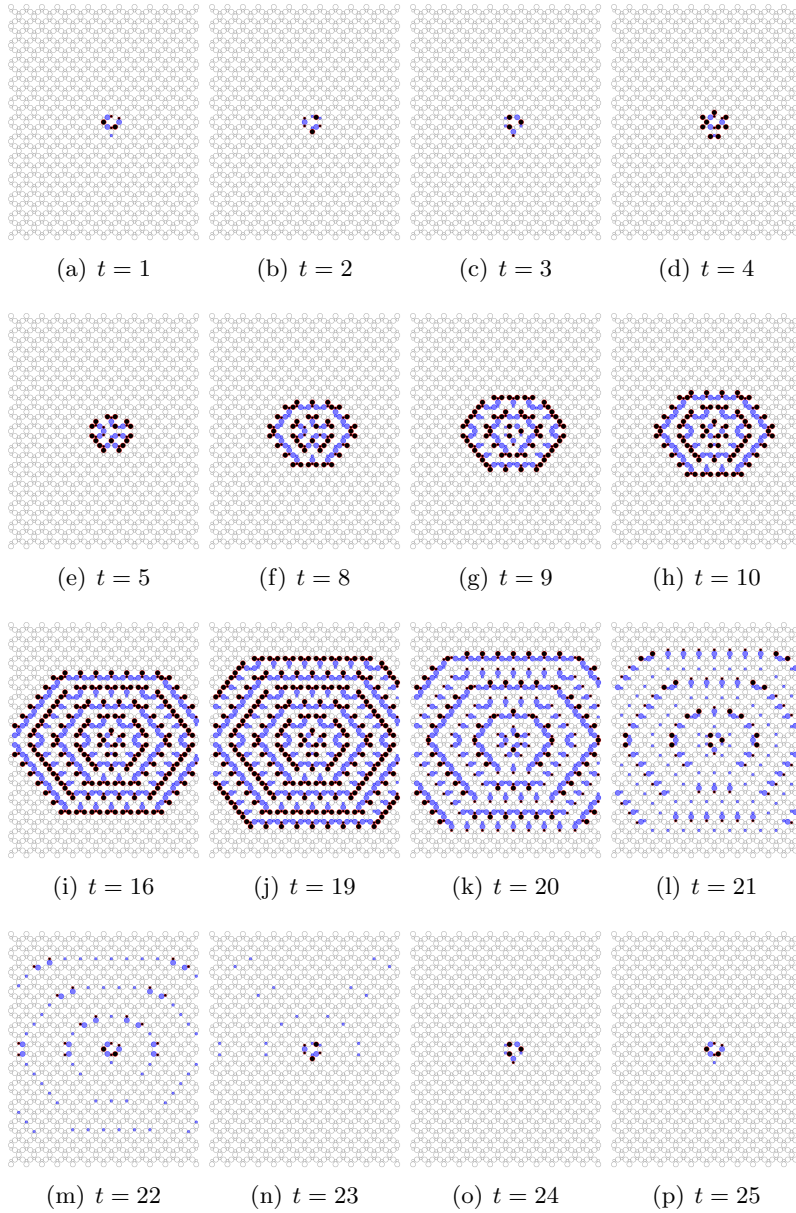 (a) t = 1 (b) t = 2 (c) t = 3 (d) t = 4
(e) t = 5 (f) t = 8 (g) t = 9 (h) t = 10
(i) t = 16 (j) t = 19 (k) t = 20 (l) t = 21
(m) t = 22 (n) t = 23 (o) t = 24 (p) t = 25